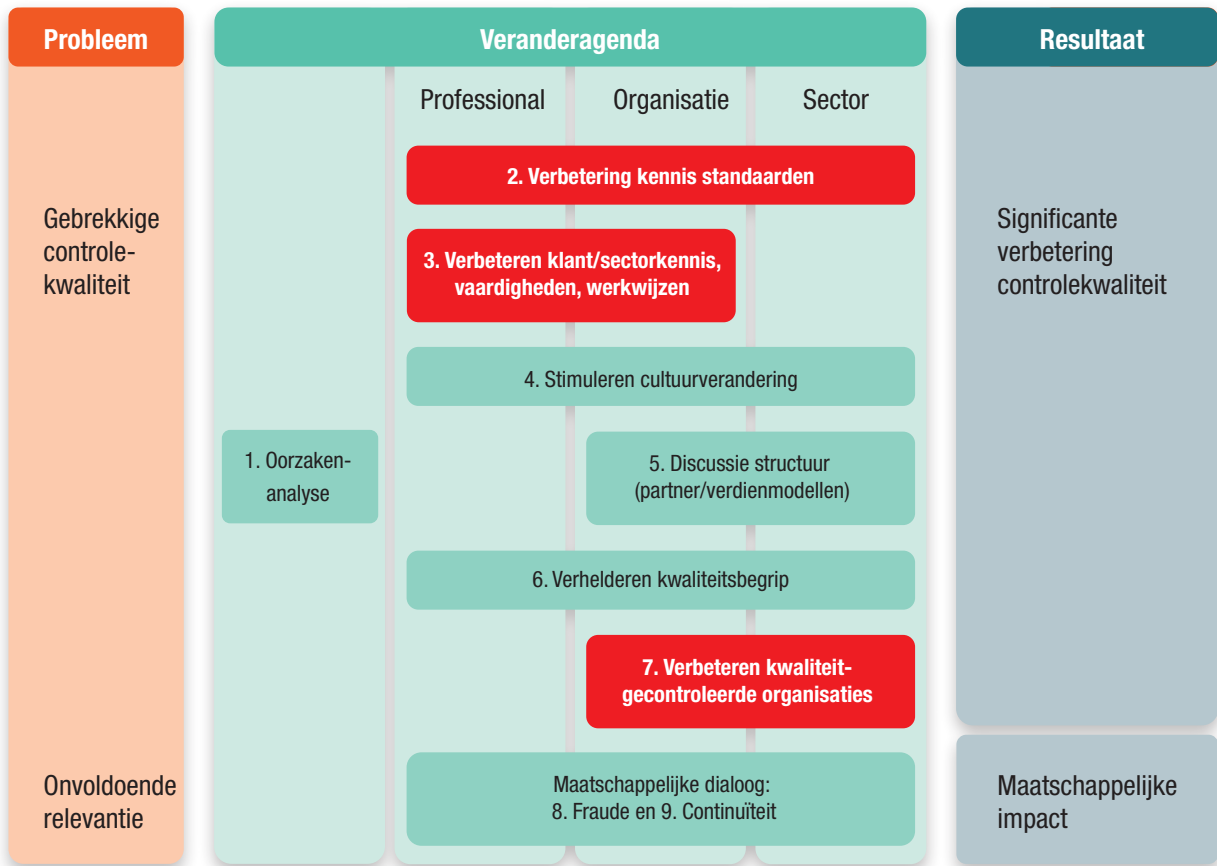 Probleem
Veranderagenda
Resultaat
Professional
Organisatie
Sector
Gebrekkige
controle-
kwaliteit
2. Verbetering kennis standaarden
3. Verbeteren klant/sectorkennis,
vaardigheden, werkwijzen
4. Stimuleren cultuurverandering
1. Oorzaken-
analyse
5. Discussie structuur
(partner/verdienmodellen)
6. Verhelderen kwaliteitsbegrip
7. Verbeteren kwaliteit-
gecontroleerde organisaties
Significante
verbetering
controlekwaliteit
Onvoldoende
relevantie
Maatschappelijke dialoog:
8. Fraude en 9. Continuïteit
Maatschappelijke
impact